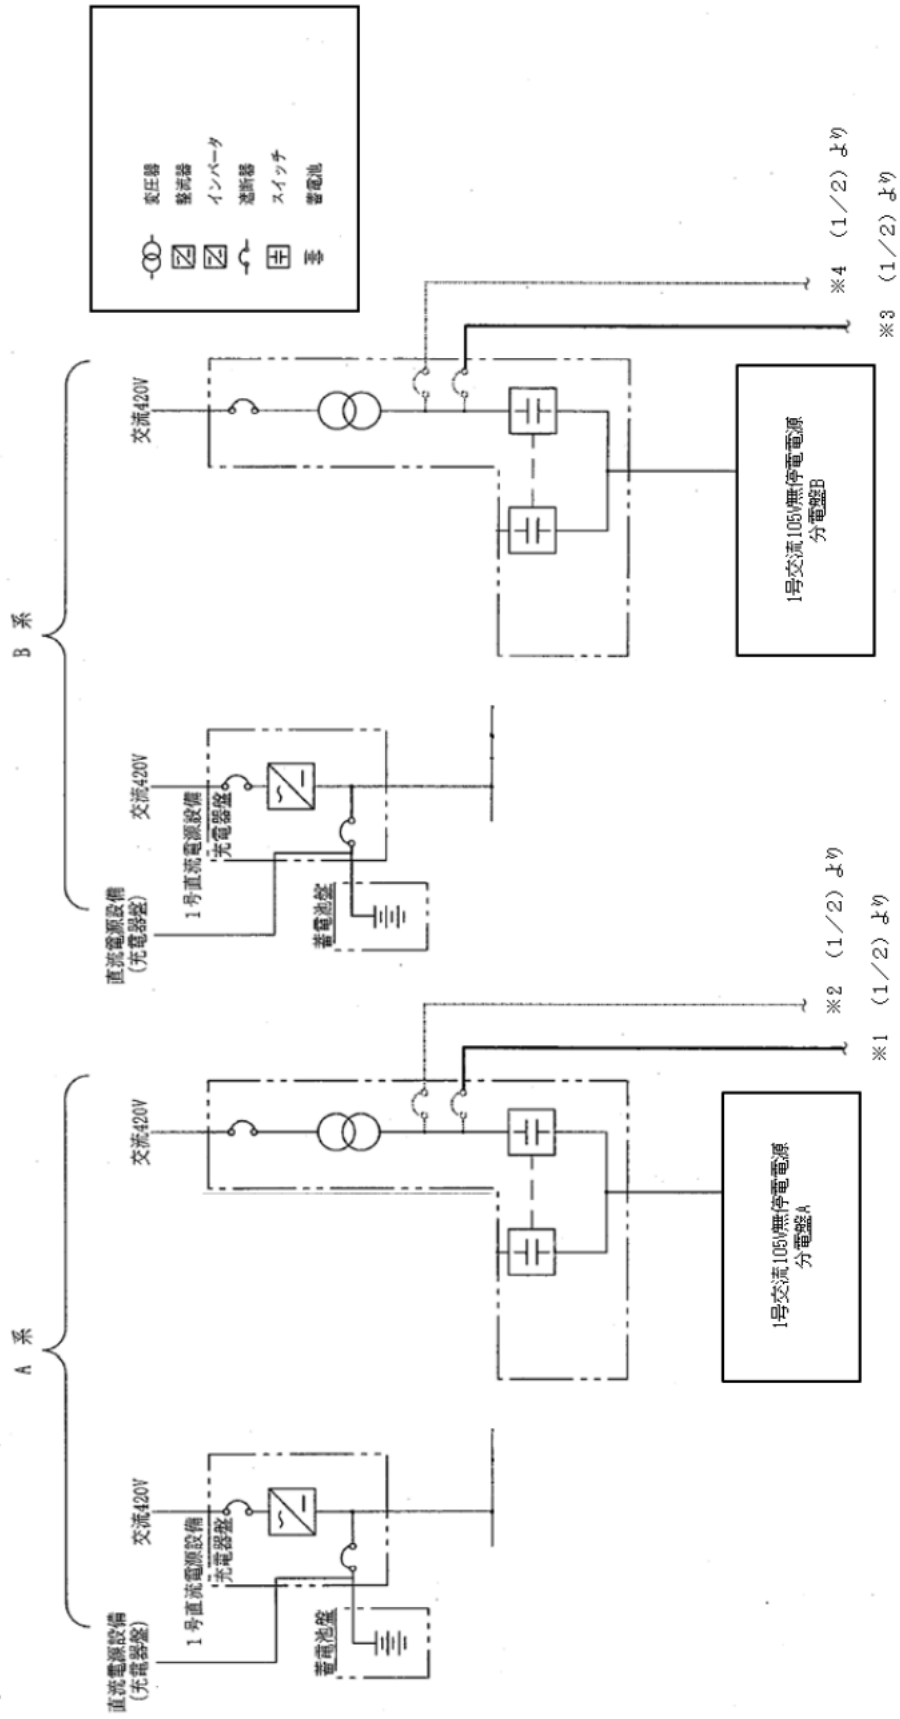 変圧器
整流器
インバータ
遮断器
スイッチ
蓄電池
B 系
交流420V
交流420V
1号直流電源設備
充電器盤
直流電源設備
(充電器盤)
蓄電池盤
※4 (1/2) より
※3 (1/2) より
1号交流105V無停電電源
分電盤B
A 系
交流420V
交流420V
1号直流電源設備
充電器盤
直流電源設備
(充電器盤)
蓄電池盤
※2 (1/2) より
※1 (1/2) より
1号交流105V無停電電源
分電盤A